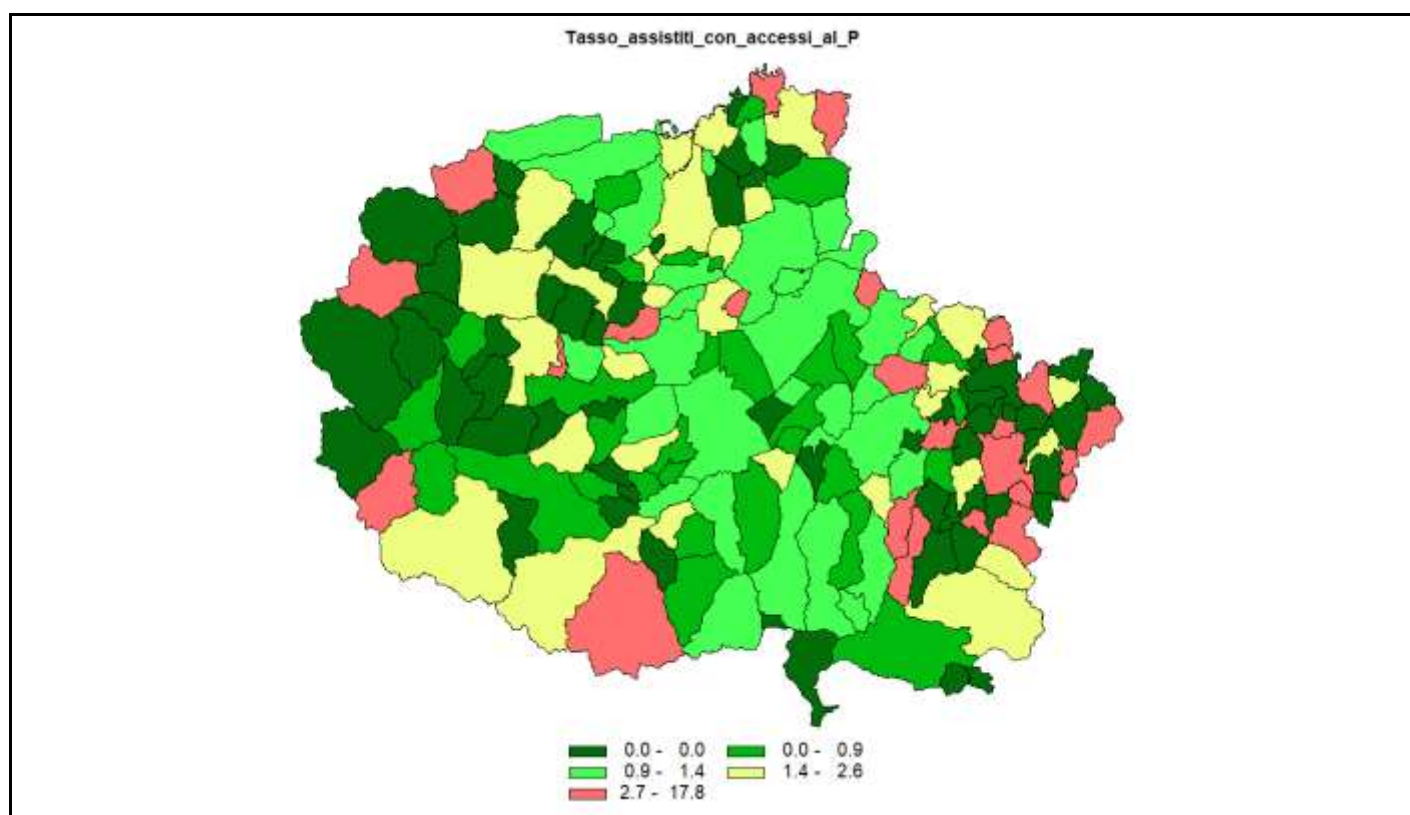 Tasso_assistiti_con_accessi_al_P
0.0 - 0.0 0.0 - 0.9
0.9 - 1.4 1.4 - 2.6
2.7 - 17.8